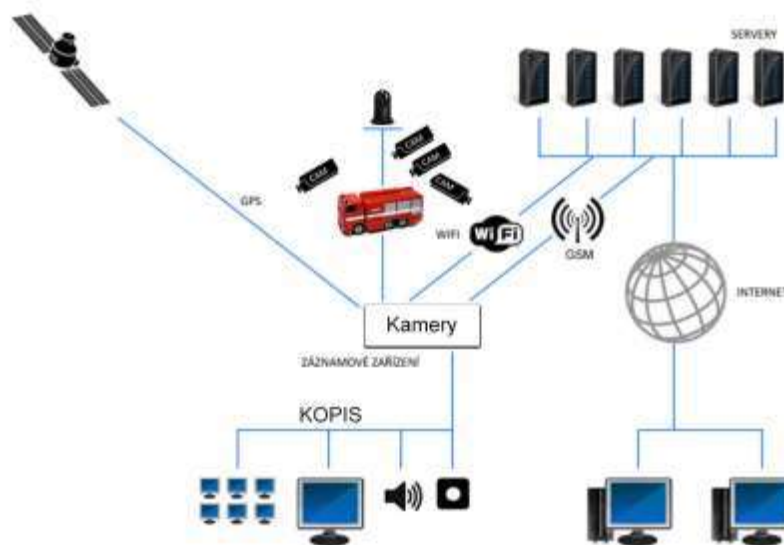 SERVERY
CAM
CAM
CAM
CAM
GPS
WIFI
WiFi
GSM
INTERNET
Kamery
ZÁZNAMOVÉ ZAŘÍZENÍ
KOPIS